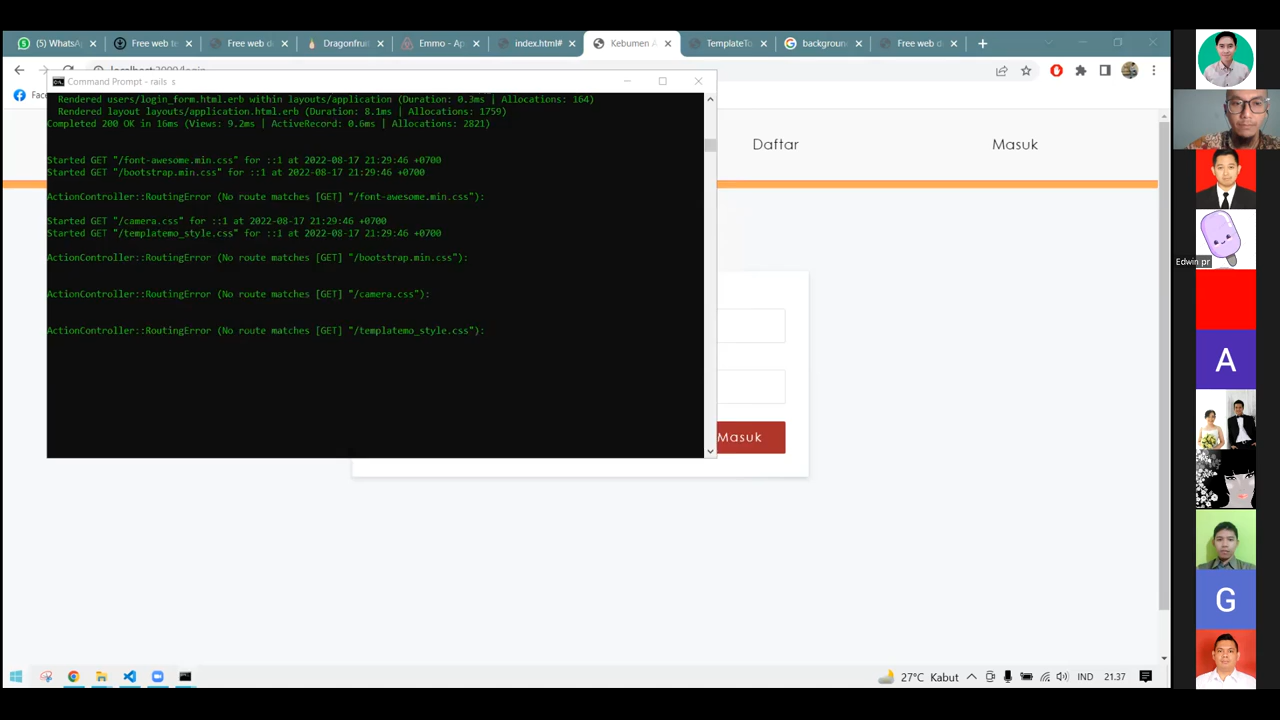 (5) WhatsA
Free web te
Free web d
Dragonfruit
Emmo - Ap
index.html#
Kebumen A
TemplateTo
backgroun
Free web d
localhost:3000/login
Face
Command Prompt - rails s
Rendered users/login_form.html.erb within layouts/application (Duration: 0.3ms | Allocations: 164)
Rendered layout layouts/application.html.erb (Duration: 8.1ms | Allocations: 1759)
Completed 200 OK in 16ms (Views: 9.2ms | ActiveRecord: 0.6ms | Allocations: 2821)
Started GET "/font-awesome.min.css" for ::1 at 2022-08-17 21:29:46 +0700
Started GET "/bootstrap.min.css" for ::1 at 2022-08-17 21:29:46 +0700
ActionController::RoutingError (No route matches [GET] "/font-awesome.min.css"):
Started GET "/camera.css" for ::1 at 2022-08-17 21:29:46 +0700
Started GET "/templatemo_style.css" for ::1 at 2022-08-17 21:29:46 +0700
ActionController::RoutingError (No route matches [GET] "/bootstrap.min.css"):
ActionController::RoutingError (No route matches [GET] "/camera.css"):
ActionController::RoutingError (No route matches [GET] "/templatemo_style.css"):
Daftar
Masuk
Masuk
Edwin pr
A
G
27°C Kabut
IND
21.37